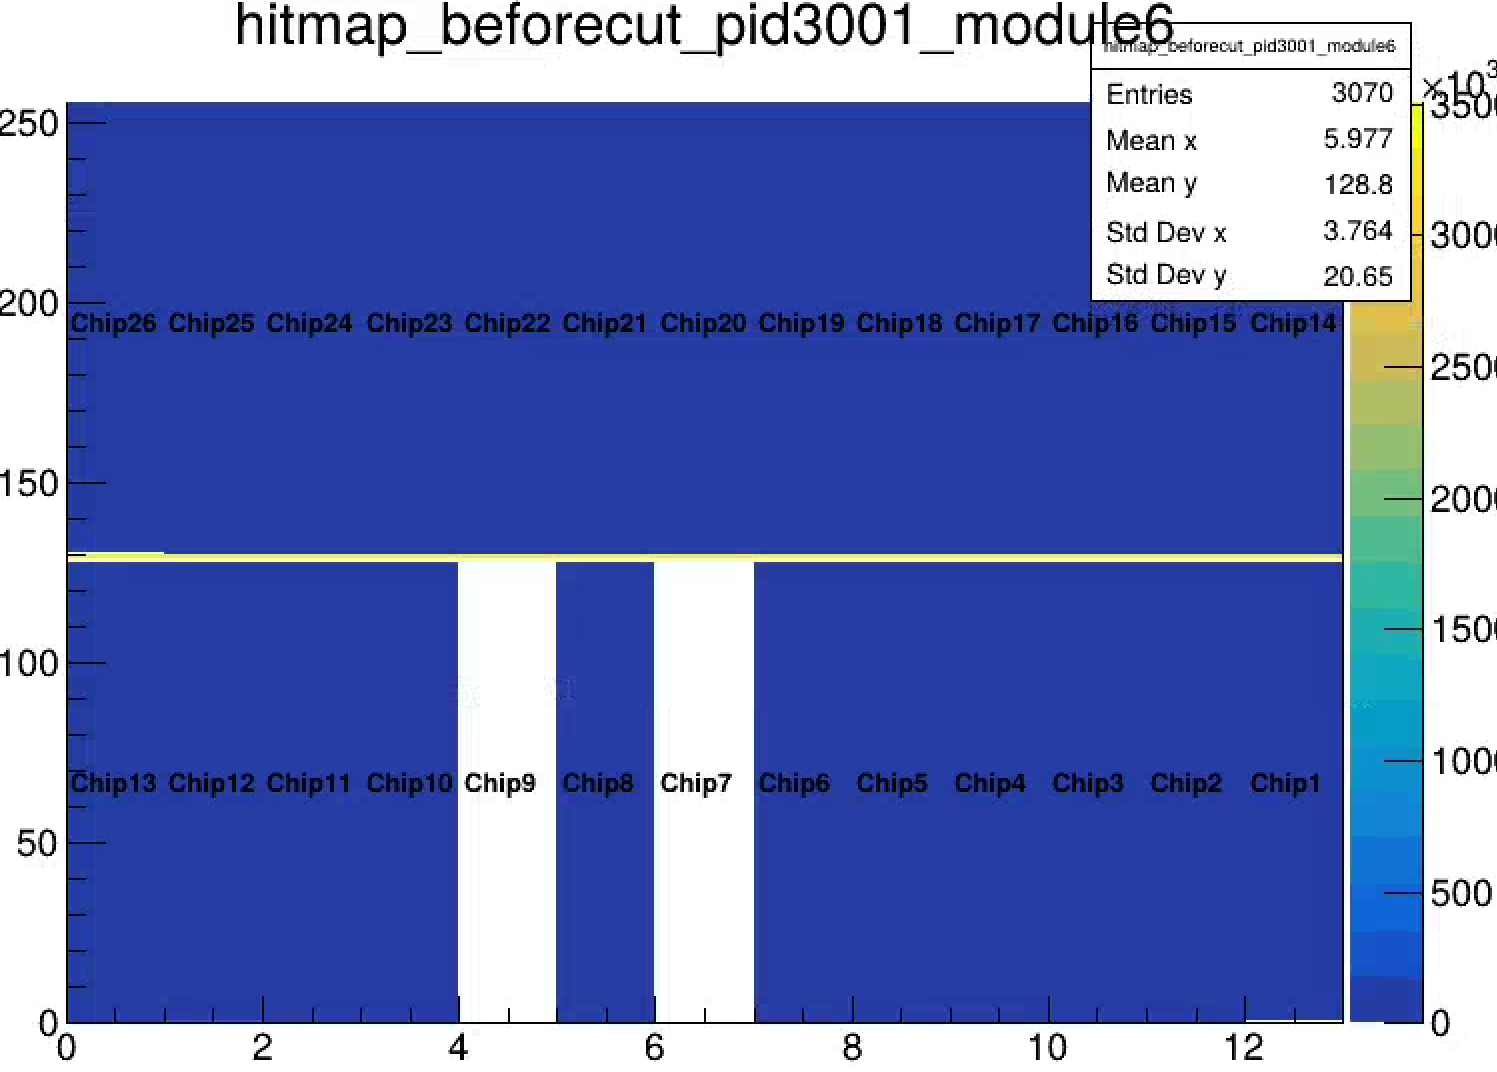 hitmap_beforecut_pid3001_module6
hitmap_beforecut_pid3001_module6
Entries 3070
Mean x 5.977
Mean y 128.8
Std Dev x 3.764
Std Dev y 20.65
×10³
250
200
150
100
50
0
Chip26 Chip25 Chip24 Chip23 Chip22 Chip21 Chip20 Chip19 Chip18 Chip17 Chip16 Chip15 Chip14
Chip13 Chip12 Chip11 Chip10 Chip9 Chip8 Chip7 Chip6 Chip5 Chip4 Chip3 Chip2 Chip1
0 2 4 6 8 10 12
3500
3000
2500
2000
1500
1000
500
0